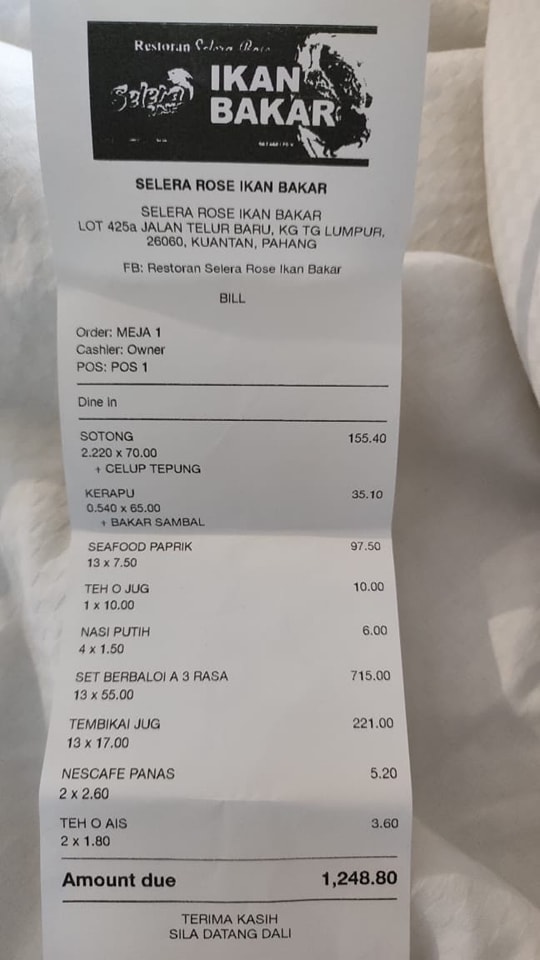 Restoran Selera Rose
Selera
IKAN
BAKAR
SELERA ROSE IKAN BAKAR
SELERA ROSE IKAN BAKAR
LOT 425a JALAN TELUR BARU, KG TG LUMPUR,
26060, KUANTAN, PAHANG
FB: Restoran Selera Rose Ikan Bakar
BILL
Order: MEJA 1
Cashier: Owner
POS: POS 1
Dine in
SOTONG 155.40
2.220 x 70.00
+ CELUP TEPUNG
KERAPU 35.10
0.540 x 65.00
+ BAKAR SAMBAL
SEAFOOD PAPRIK 97.50
13 x 7.50
TEH O JUG 10.00
1 x 10.00
NASI PUTIH 6.00
4 x 1.50
SET BERBALOI A 3 RASA 715.00
13 x 55.00
TEMBIKAI JUG 221.00
13 x 17.00
NESCAFE PANAS 5.20
2 x 2.60
TEH O AIS 3.60
2 x 1.80
Amount due 1,248.80
TERIMA KASIH
SILA DATANG DALI